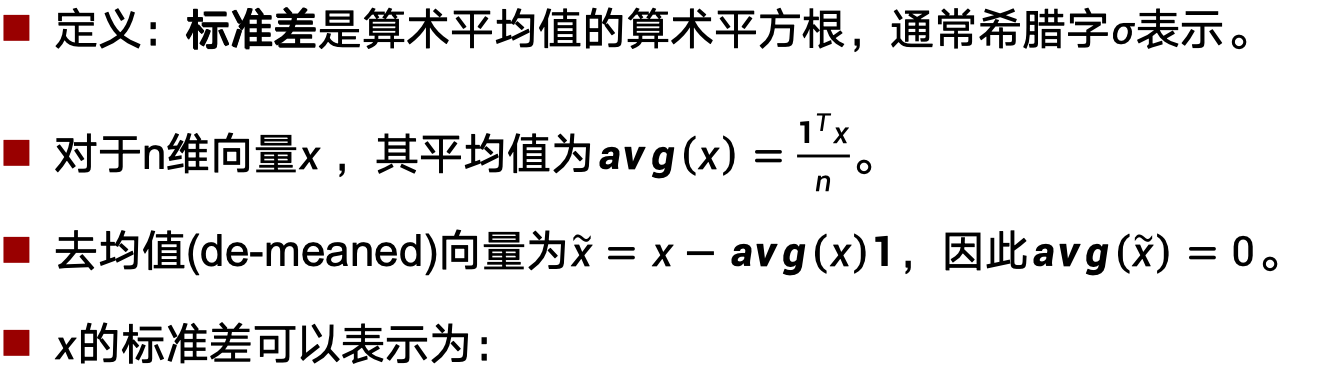 ■ 定义：标准差是算术平均值的算术平方根，通常希腊字σ表示。
■ 对于n维向量x ，其平均值为avg(x) = \frac{1^T x}{n}。
■ 去均值(de-meaned)向量为x̃ = x − avg(x)1，因此avg(x̃) = 0。
■ x的标准差可以表示为：